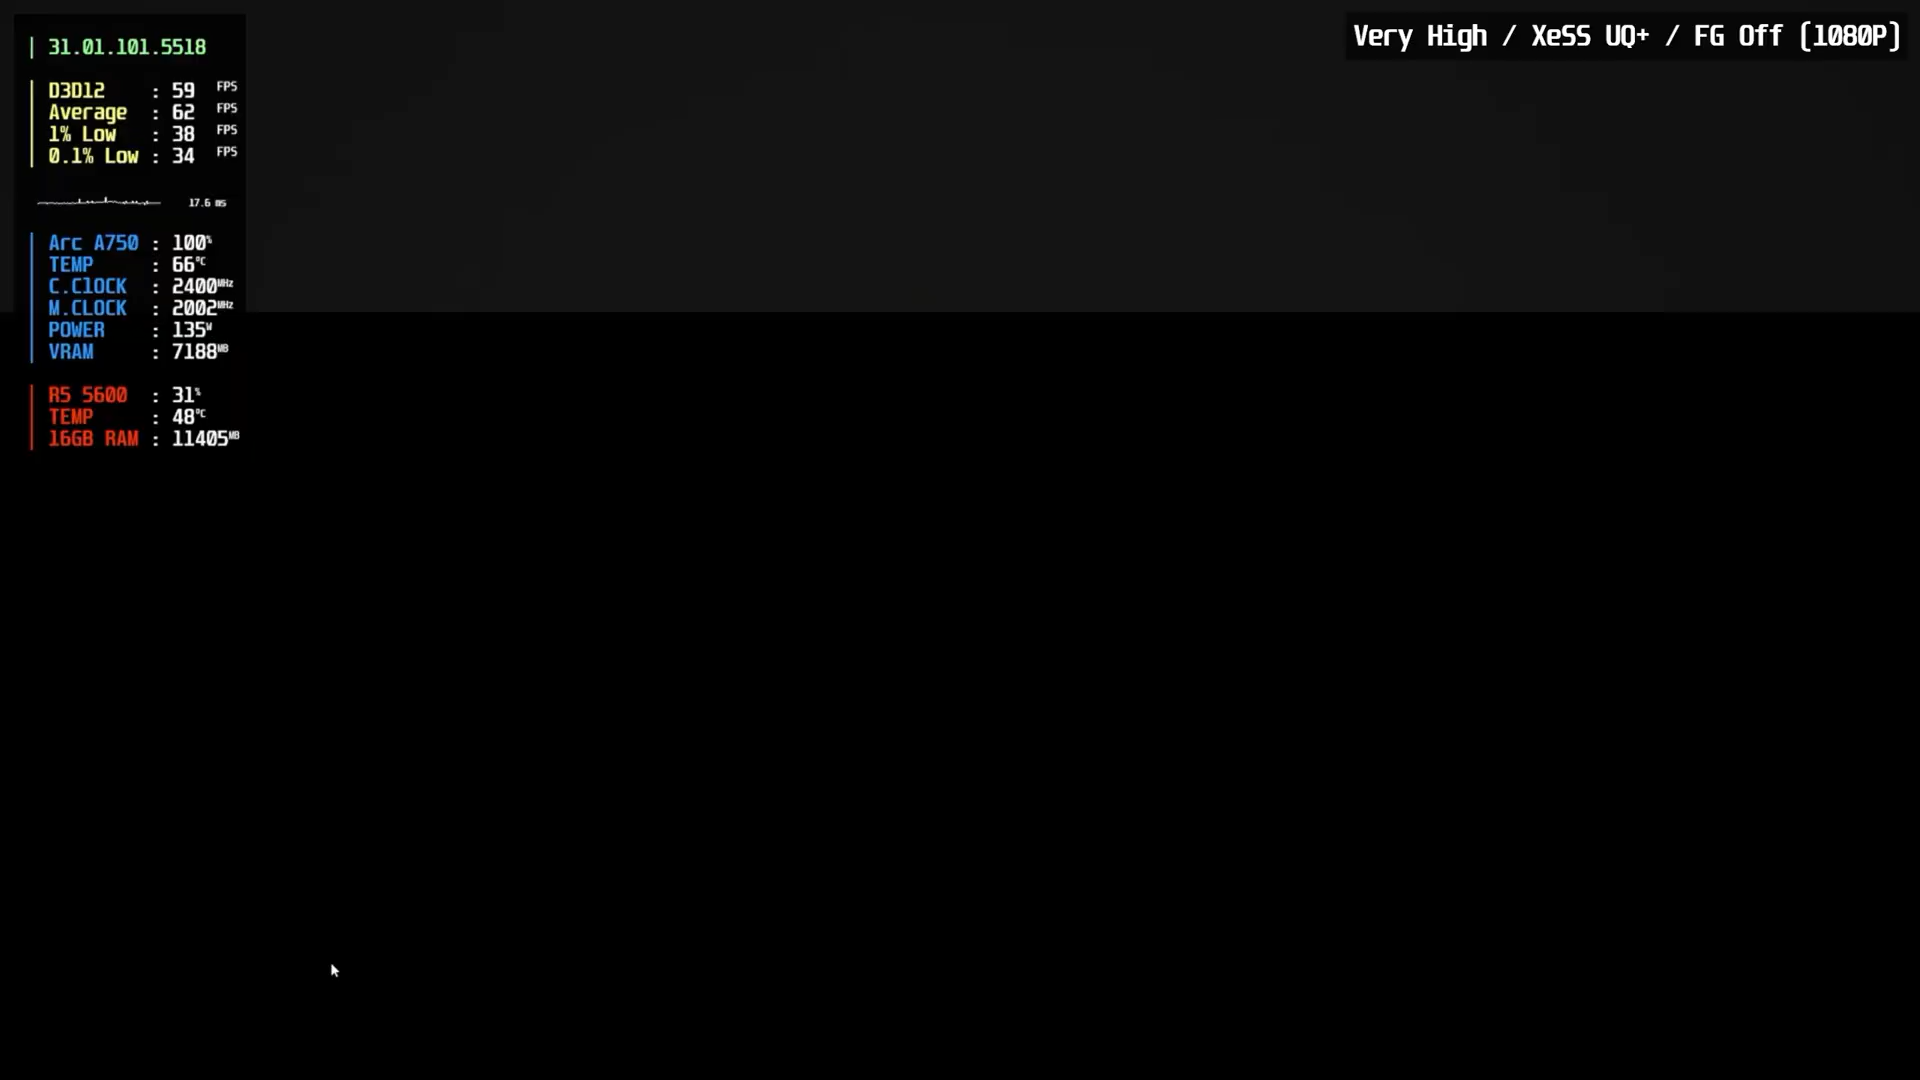 31.01.101.5518
Very High / XeSS UQ+ / FG Off [1080P]
D3D12 : 59 FPS
Average : 62 FPS
1% Low : 38 FPS
0.1% Low : 34 FPS
17.6 ms
Arc A750 : 100%
TEMP : 66°C
C.ClOCK : 2400MHz
M.CLOCK : 2002MHz
POWER : 135W
VRAM : 7188MB
R5 5600 : 31%
TEMP : 48°C
16GB RAM : 11405MB